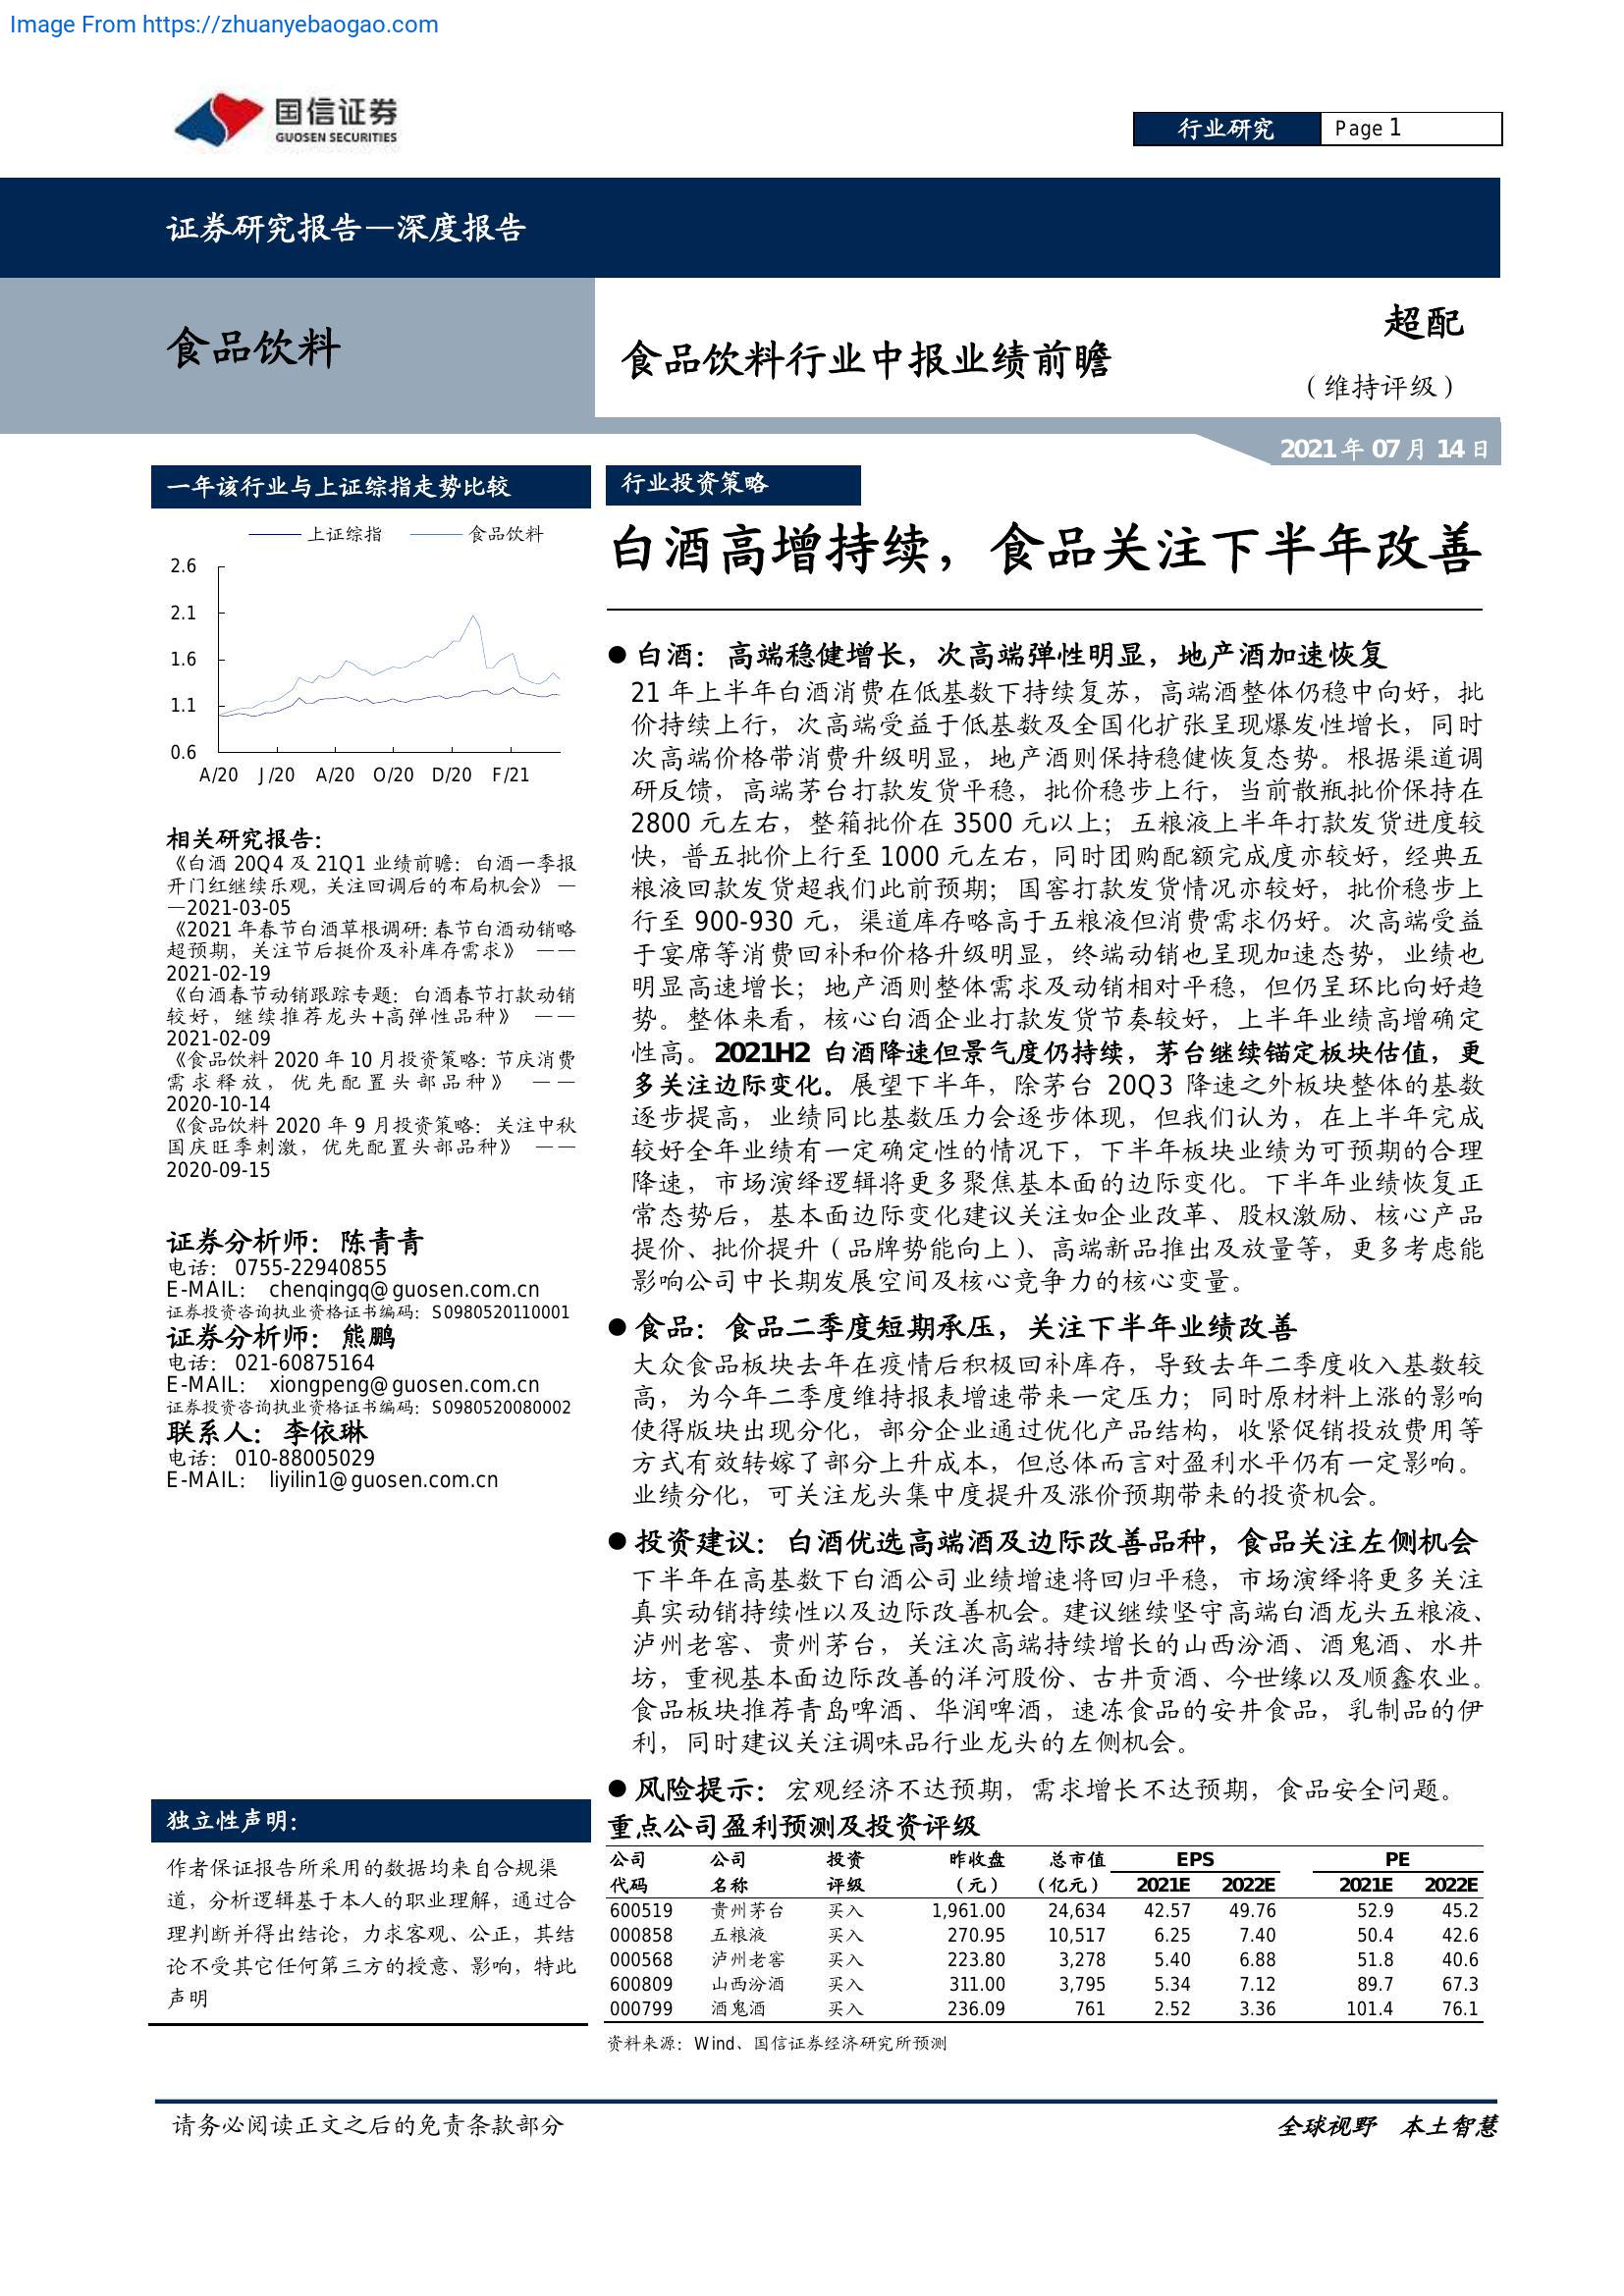 Image From https://zhuanyebaogao.com
国信证券
GUOSEN SECURITIES
行业研究 Page 1
证券研究报告—深度报告
食品饮料
食品饮料行业中报业绩前瞻
超配
（维持评级）
2021 年 07 月 14 日
一年该行业与上证综指走势比较
上证综指 食品饮料
2.6
2.1
1.6
1.1
0.6
A/20 J/20 A/20 O/20 D/20 F/21
相关研究报告:
《白酒 20Q4 及 21Q1 业绩前瞻：白酒一季报
开门红继续乐观，关注回调后的布局机会》 —
—2021-03-05
《2021 年春节白酒草根调研：春节白酒动销略
超预期，关注节后挺价及补库存需求》 ——
2021-02-19
《白酒春节动销跟踪专题：白酒春节打款动销
较好，继续推荐龙头+高弹性品种》 ——
2021-02-09
《食品饮料 2020 年 10 月投资策略：节庆消费
需求释放，优先配置头部品种》 ——
2020-10-14
《食品饮料 2020 年 9 月投资策略：关注中秋
国庆旺季刺激，优先配置头部品种》 ——
2020-09-15
证券分析师：陈青青
电话： 0755-22940855
E-MAIL： chenqingq@guosen.com.cn
证券投资咨询执业资格证书编码：S0980520110001
证券分析师：熊鹏
电话： 021-60875164
E-MAIL： xiongpeng@guosen.com.cn
证券投资咨询执业资格证书编码：S0980520080002
联系人：李依琳
电话： 010-88005029
E-MAIL： liyilin1@guosen.com.cn
独立性声明:
作者保证报告所采用的数据均来自合规渠
道，分析逻辑基于本人的职业理解，通过合
理判断并得出结论，力求客观、公正，其结
论不受其它任何第三方的授意、影响，特此
声明
行业投资策略
白酒高增持续，食品关注下半年改善
● 白酒：高端稳健增长，次高端弹性明显，地产酒加速恢复
21 年上半年白酒消费在低基数下持续复苏，高端酒整体仍稳中向好，批
价持续上行，次高端受益于低基数及全国化扩张呈现爆发性增长，同时
次高端价格带消费升级明显，地产酒则保持稳健恢复态势。根据渠道调
研反馈，高端茅台打款发货平稳，批价稳步上行，当前散瓶批价保持在
2800 元左右，整箱批价在 3500 元以上；五粮液上半年打款发货进度较
快，普五批价上行至 1000 元左右，同时团购配额完成度亦较好，经典五
粮液回款发货超我们此前预期；国窖打款发货情况亦较好，批价稳步上
行至 900-930 元，渠道库存略高于五粮液但消费需求仍好。次高端受益
于宴席等消费回补和价格升级明显，终端动销也呈现加速态势，业绩也
明显高速增长；地产酒则整体需求及动销相对平稳，但仍呈环比向好趋
势。整体来看，核心白酒企业打款发货节奏较好，上半年业绩高增确定
性高。2021H2 白酒降速但景气度仍持续，茅台继续锚定板块估值，更
多关注边际变化。展望下半年，除茅台 20Q3 降速之外板块整体的基数
逐步提高，业绩同比基数压力会逐步体现，但我们认为，在上半年完成
较好全年业绩有一定确定性的情况下，下半年板块业绩为可预期的合理
降速，市场演绎逻辑将更多聚焦基本面的边际变化。下半年业绩恢复正
常态势后，基本面边际变化建议关注如企业改革、股权激励、核心产品
提价、批价提升（品牌势能向上）、高端新品推出及放量等，更多考虑能
影响公司中长期发展空间及核心竞争力的核心变量。
● 食品：食品二季度短期承压，关注下半年业绩改善
大众食品板块去年在疫情后积极回补库存，导致去年二季度收入基数较
高，为今年二季度维持报表增速带来一定压力；同时原材料上涨的影响
使得版块出现分化，部分企业通过优化产品结构，收紧促销投放费用等
方式有效转嫁了部分上升成本，但总体而言对盈利水平仍有一定影响。
业绩分化，可关注龙头集中度提升及涨价预期带来的投资机会。
● 投资建议：白酒优选高端酒及边际改善品种，食品关注左侧机会
下半年在高基数下白酒公司业绩增速将回归平稳，市场演绎将更多关注
真实动销持续性以及边际改善机会。建议继续坚守高端白酒龙头五粮液、
泸州老窖、贵州茅台，关注次高端持续增长的山西汾酒、酒鬼酒、水井
坊，重视基本面边际改善的洋河股份、古井贡酒、今世缘以及顺鑫农业。
食品板块推荐青岛啤酒、华润啤酒，速冻食品的安井食品，乳制品的伊
利，同时建议关注调味品行业龙头的左侧机会。
● 风险提示：宏观经济不达预期，需求增长不达预期，食品安全问题。
重点公司盈利预测及投资评级
公司 公司 投资 昨收盘 总市值 EPS PE
代码 名称 评级 （元） （亿元） 2021E 2022E 2021E 2022E
600519 贵州茅台 买入 1,961.00 24,634 42.57 49.76 52.9 45.2
000858 五粮液 买入 270.95 10,517 6.25 7.40 50.4 42.6
000568 泸州老窖 买入 223.80 3,278 5.40 6.88 51.8 40.6
600809 山西汾酒 买入 311.00 3,795 5.34 7.12 89.7 67.3
000799 酒鬼酒 买入 236.09 761 2.52 3.36 101.4 76.1
资料来源：Wind、国信证券经济研究所预测
请务必阅读正文之后的免责条款部分
全球视野 本土智慧